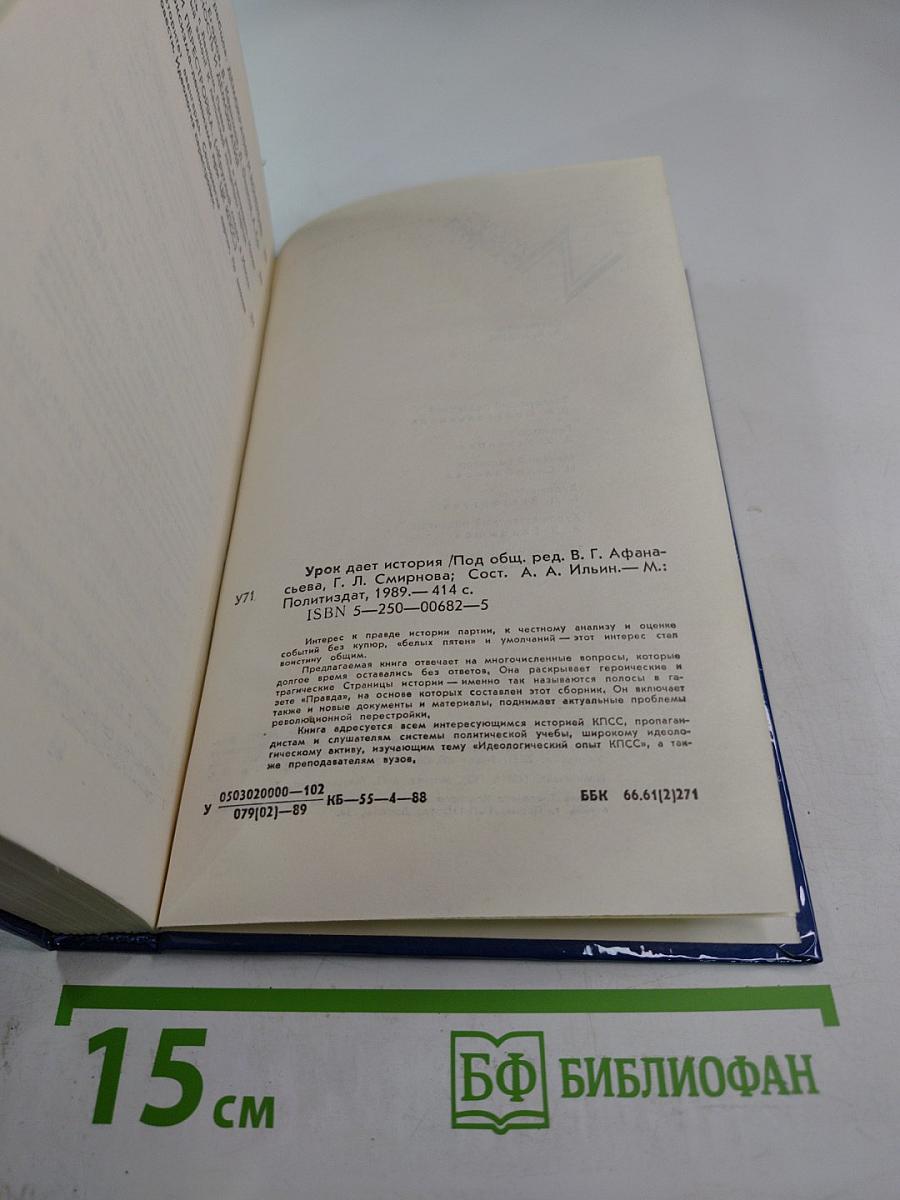 Урок дает история /Под общ. ред. В. Г. Афана-
сьева, Г. Л. Смирнова; Сост. А. А. Ильин.— М.:
У71
Политиздат, 1989.— 414 с.
ISBN 5—250—00682—5
Интерес к правде истории партии, к честному анализу и оценке
событий без купюр, «белых пятен» и умолчаний — этот интерес стал
воистину общим.
Предлагаемая книга отвечает на многочисленные вопросы, которые
долгое время оставались без ответов. Она раскрывает героические и
трагические Страницы истории — именно так называются полосы в га-
зете «Правда», на основе которых составлен этот сборник. Он включает
также и новые документы и материалы, поднимает актуальные проблемы
революционной перестройки.
Книга адресуется всем интересующимся историей КПСС, пропаган-
дистам и слушателям системы политической учебы, широкому идеоло-
гическому активу, изучающим тему «Идеологический опыт КПСС», а так-
же преподавателям вузов.
У 0503020000—102 КБ—55—4—88
079(02)—89
ББК 66.61(2)271
15 см
БФ БИБЛИОФАН